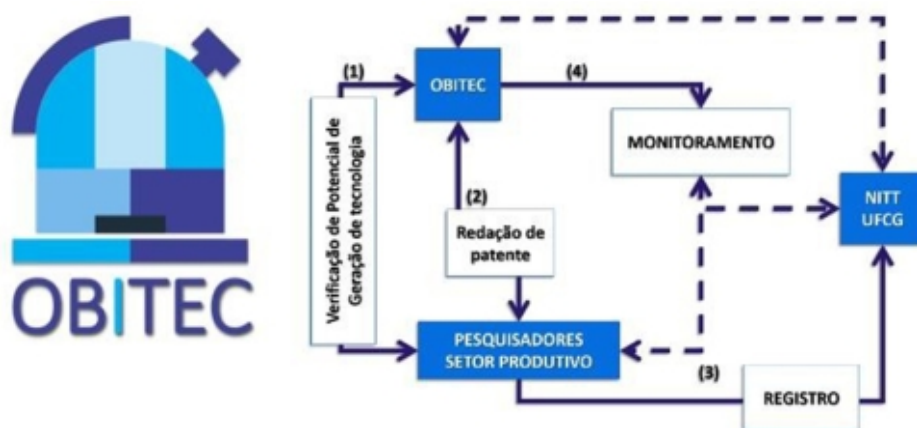 OBITEC
(1)
Verificação de Potencial de
Geração de tecnologia
OBITEC
(4)
MONITORAMENTO
(2)
Redação de
patente
NITT
UFCG
PESQUISADORES
SETOR PRODUTIVO
(3)
REGISTRO